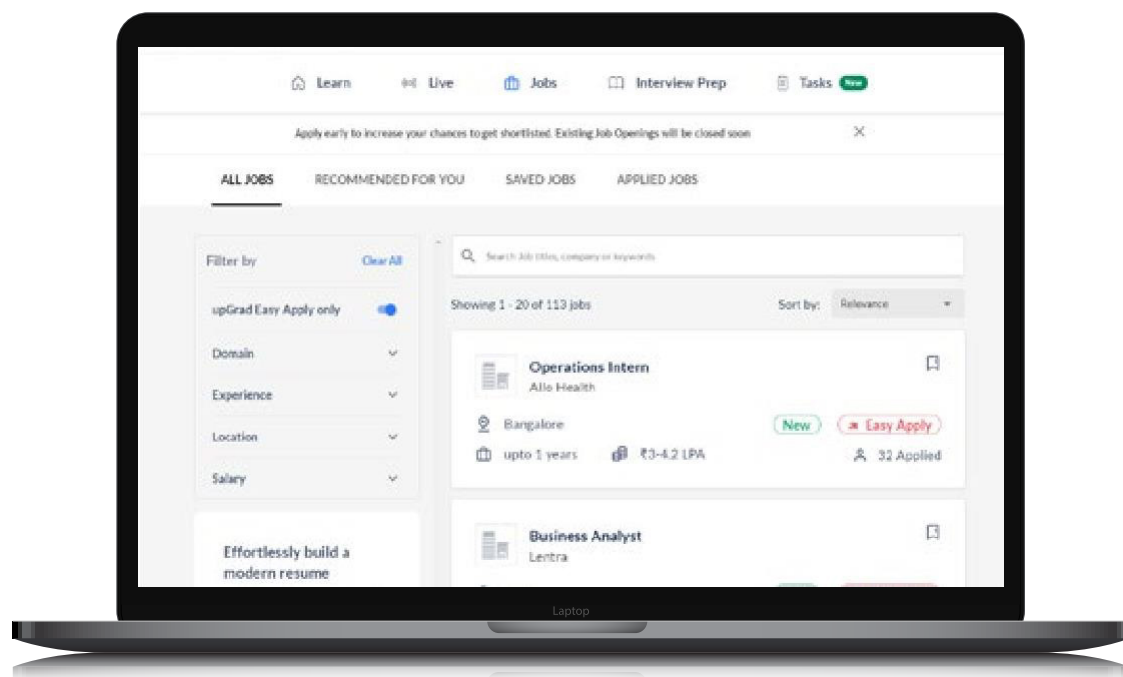 Learn Live Jobs Interview Prep Tasks New
Apply early to increase your chances to get shortlisted. Existing Job Openings will be closed soon
ALL JOBS RECOMMENDED FOR YOU SAVED JOBS APPLIED JOBS
Filter by Clear All
Search Job titles, company or keywords
upGrad Easy Apply only
Showing 1 - 20 of 113 jobs Sort by: Relevance
Domain
Experience
Location
Salary
Operations Intern
Allo Health
Bangalore New Easy Apply
upto 1 years ₹3-4.2 LPA 32 Applied
Effortlessly build a
modern resume
Business Analyst
Lentra
Laptop